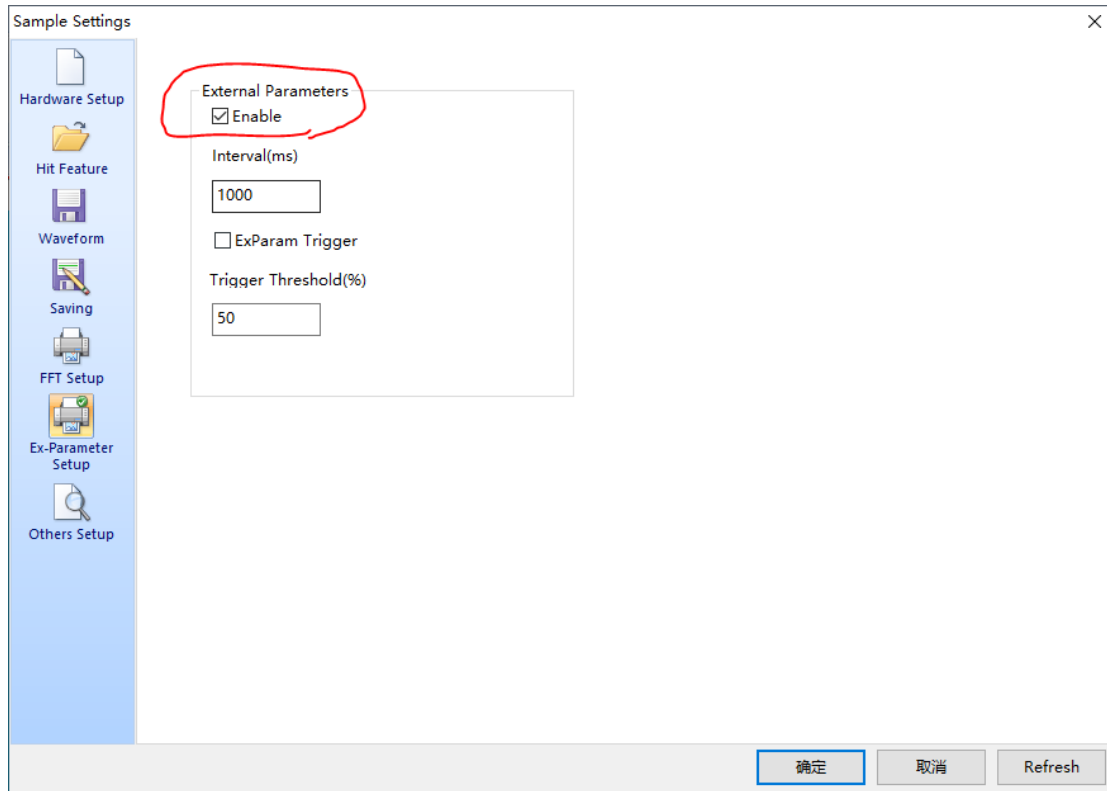 Sample Settings
Hardware Setup
Hit Feature
Waveform
Saving
FFT Setup
Ex-Parameter
Setup
Others Setup
External Parameters
Enable
Interval(ms)
1000
ExParam Trigger
Trigger Threshold(%)
50
确定
取消
Refresh